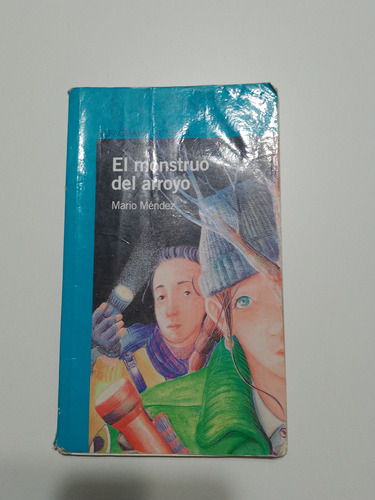 El monstruo
del arroyo
Mario Méndez